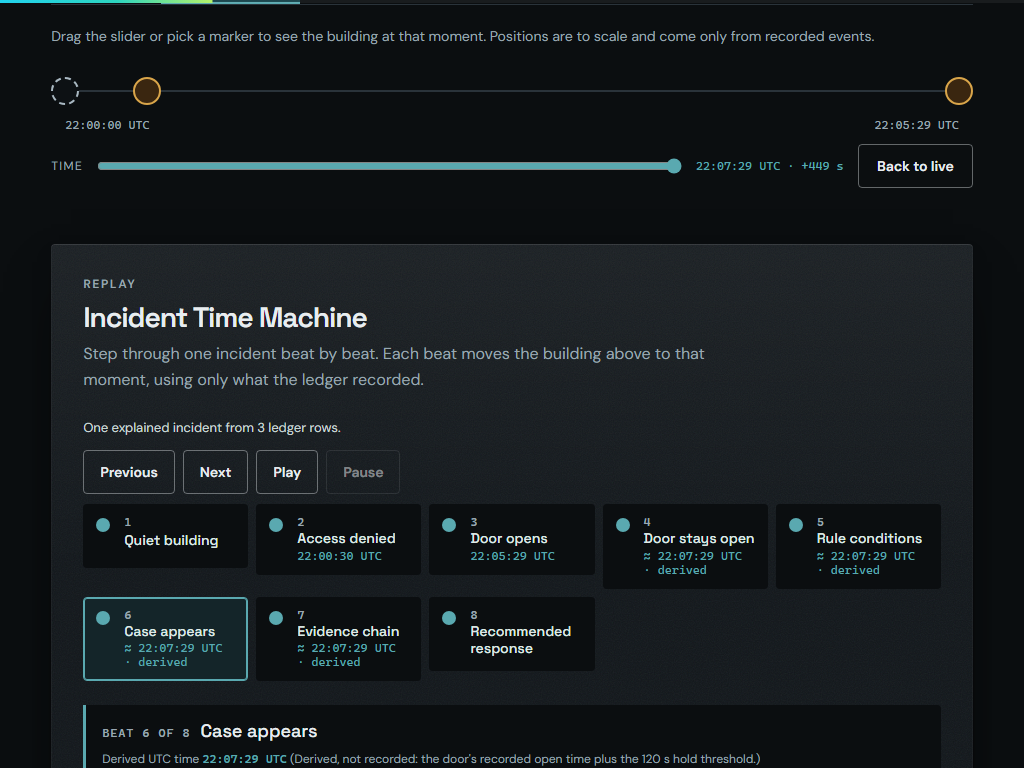 Drag the slider or pick a marker to see the building at that moment. Positions are to scale and come only from recorded events.
22:00:00 UTC
22:05:29 UTC
TIME
22:07:29 UTC · +449 s
Back to live
REPLAY
Incident Time Machine
Step through one incident beat by beat. Each beat moves the building above to that
moment, using only what the ledger recorded.
One explained incident from 3 ledger rows.
Previous
Next
Play
Pause
1
Quiet building
2
Access denied
22:00:30 UTC
3
Door opens
22:05:29 UTC
4
Door stays open
≈ 22:07:29 UTC
· derived
5
Rule conditions
≈ 22:07:29 UTC
· derived
6
Case appears
≈ 22:07:29 UTC
· derived
7
Evidence chain
≈ 22:07:29 UTC
· derived
8
Recommended
response
BEAT 6 OF 8 Case appears
Derived UTC time 22:07:29 UTC (Derived, not recorded: the door's recorded open time plus the 120 s hold threshold.)